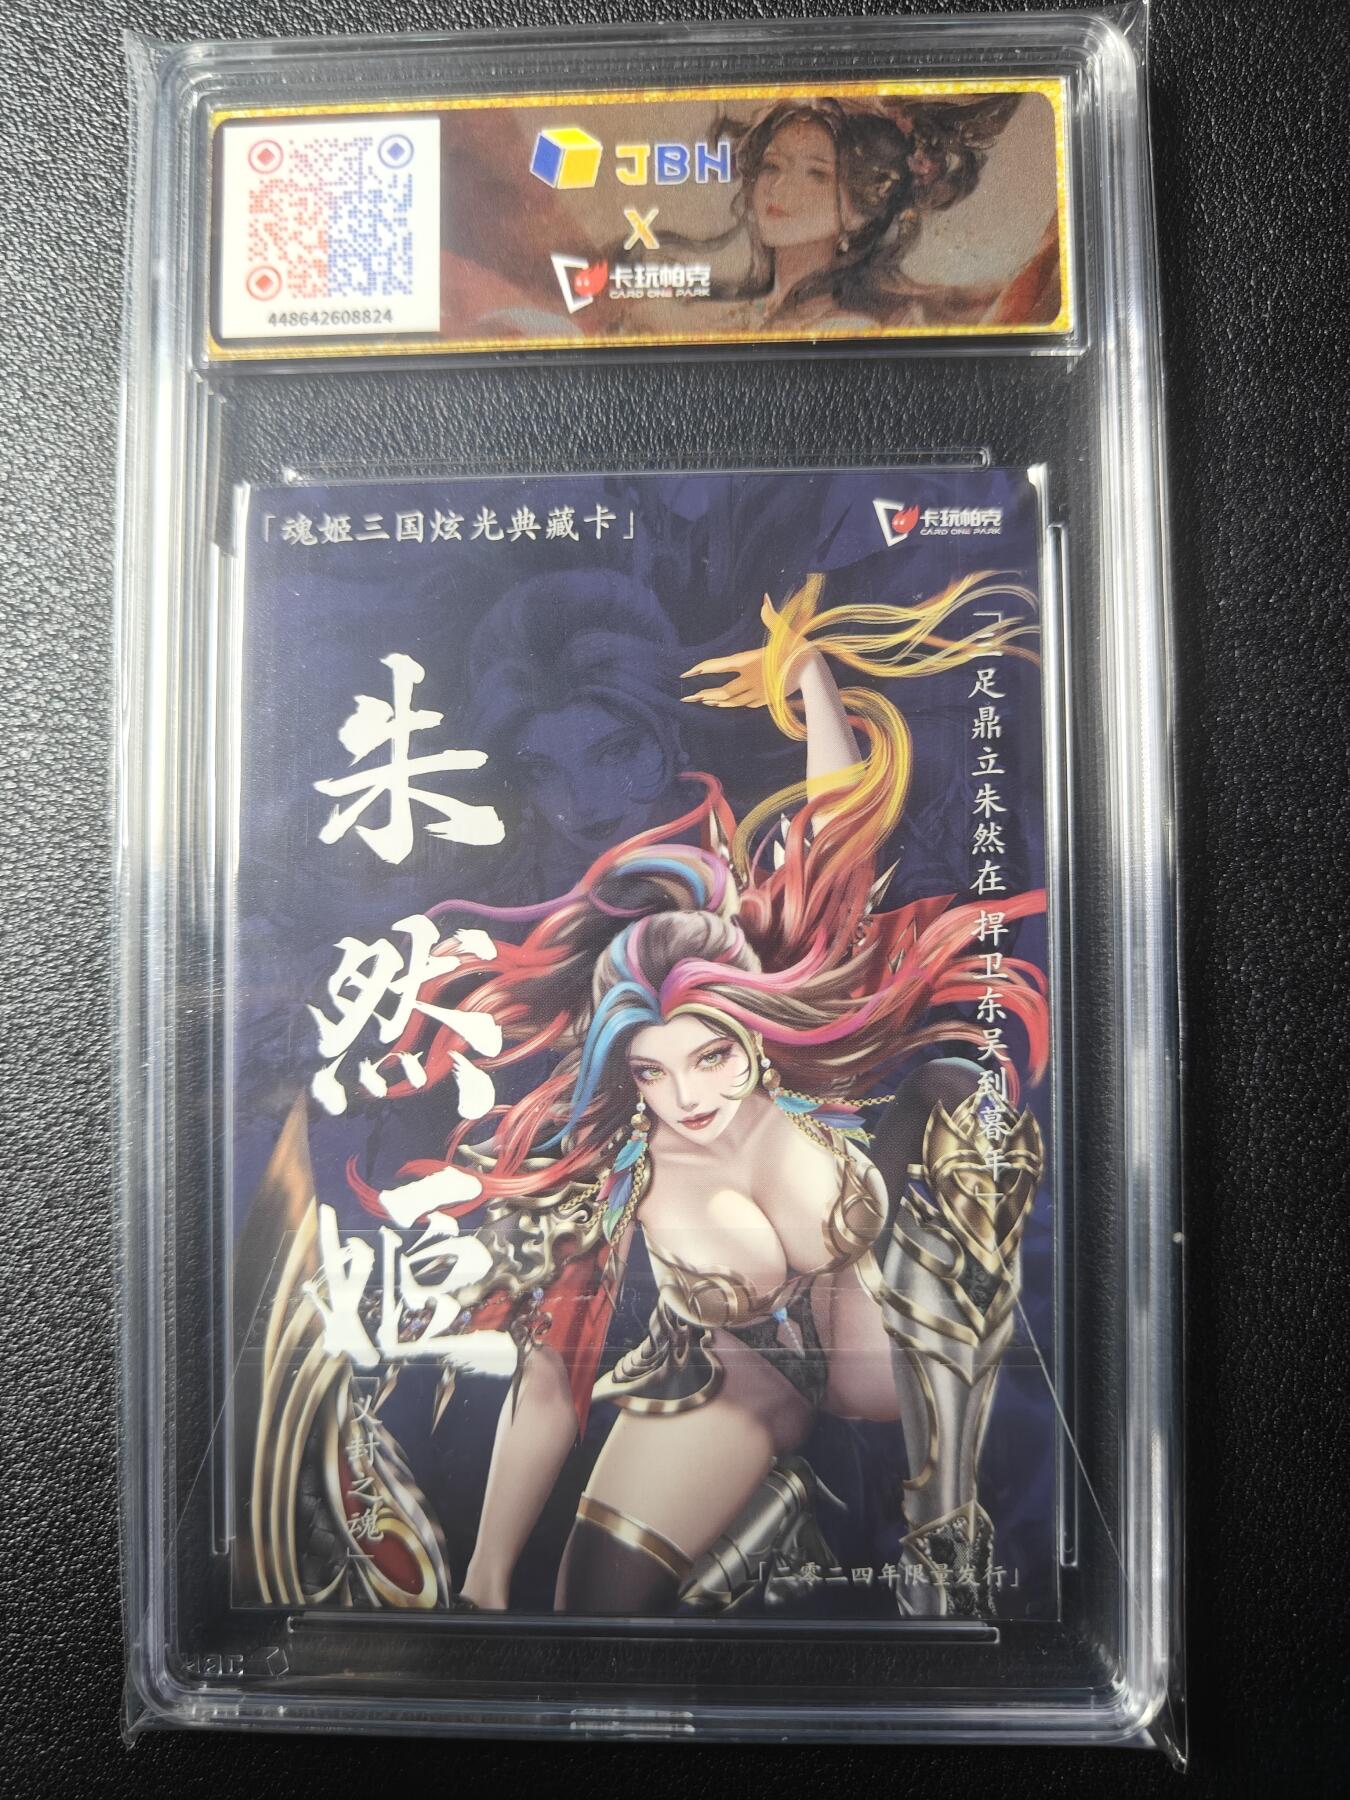 JBH
X
卡玩帕克
CARD ONE PARK
448642608824
「魂姬三国炫光典藏卡」
卡玩帕克
CARD ONE PARK
朱然姬
「三足鼎立朱然在 捍卫东吴到暮年」
「义封之魂」
「二零二四年限量发行」